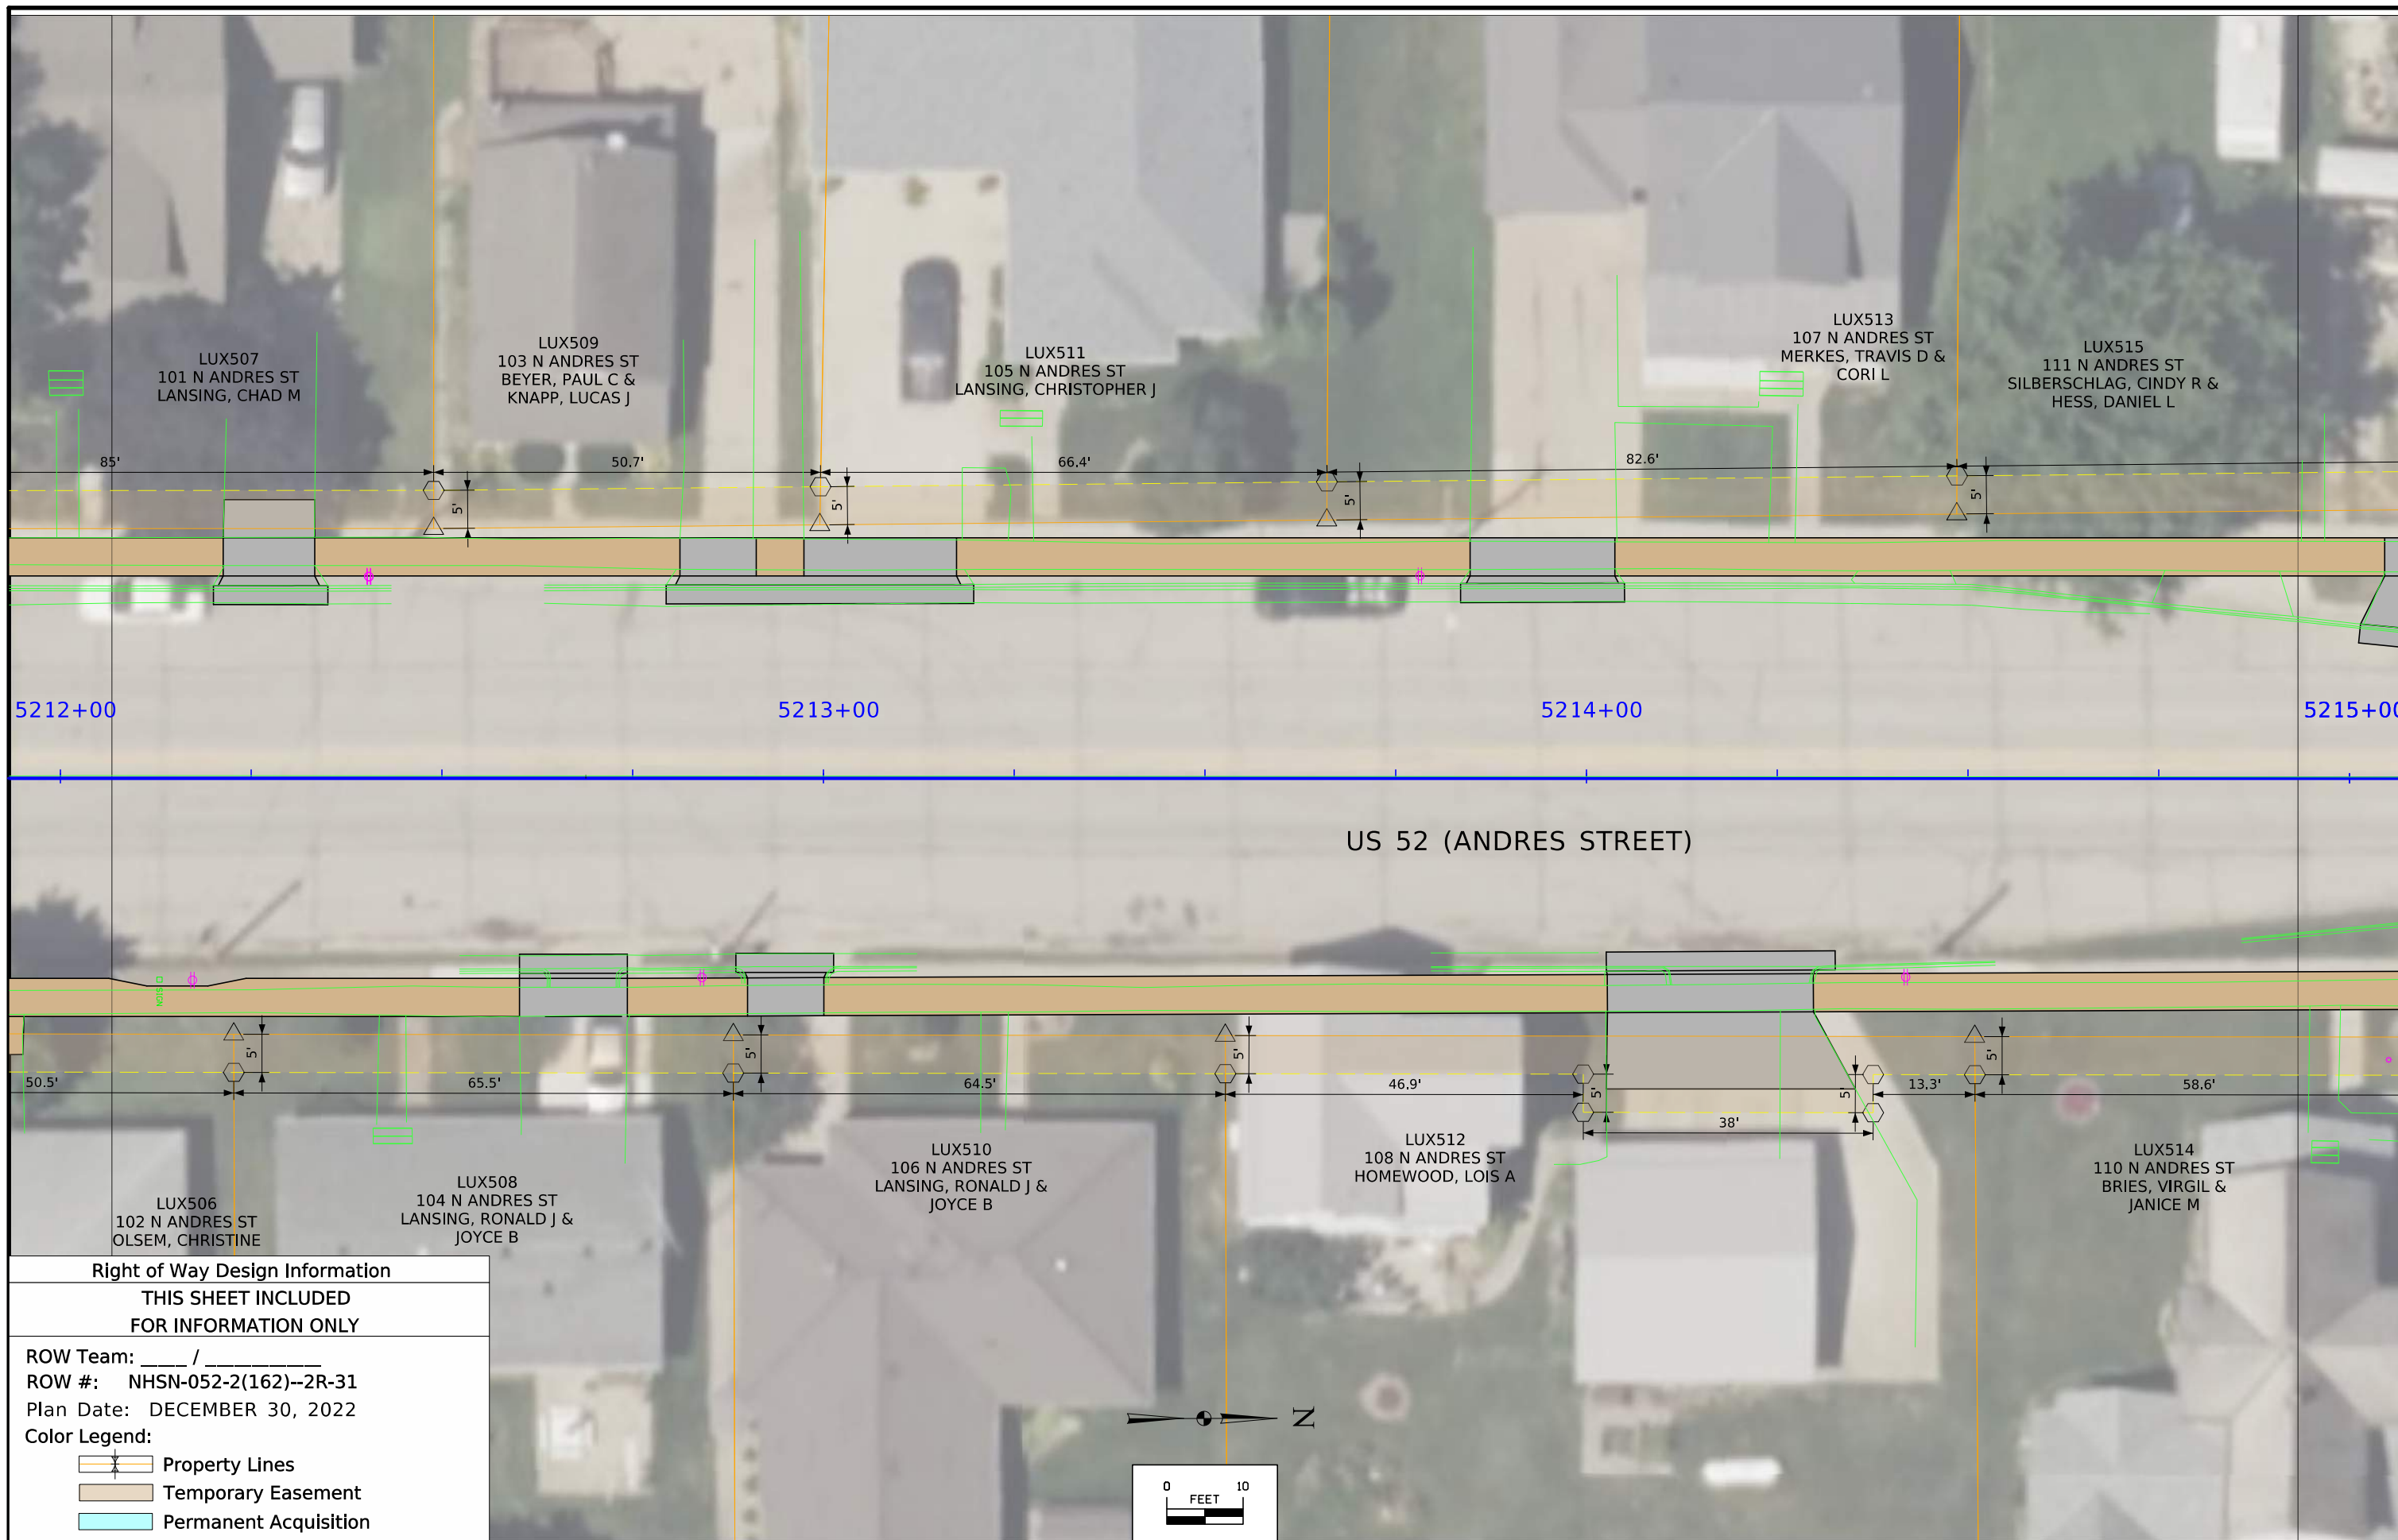 LUX507
101 N ANDRES ST
LANSING, CHAD M
LUX509
103 N ANDRES ST
BEYER, PAUL C &
KNAPP, LUCAS J
LUX511
105 N ANDRES ST
LANSING, CHRISTOPHER J
LUX513
107 N ANDRES ST
MERKES, TRAVIS D &
CORI L
LUX515
111 N ANDRES ST
SILBERSCHLAG, CINDY R &
HESS, DANIEL L
85'
50.7'
66.4'
82.6'
5'
5'
5'
5'
5212+00
5213+00
5214+00
5215+00
US 52 (ANDRES STREET)
5'
5'
5'
5'
5'
5'
50.5'
65.5'
64.5'
46.9'
38'
13.3'
58.6'
LUX506
102 N ANDRES ST
OLSEM, CHRISTINE
LUX508
104 N ANDRES ST
LANSING, RONALD J &
JOYCE B
LUX510
106 N ANDRES ST
LANSING, RONALD J &
JOYCE B
LUX512
108 N ANDRES ST
HOMEWOOD, LOIS A
LUX514
110 N ANDRES ST
BRIES, VIRGIL &
JANICE M
Right of Way Design Information
THIS SHEET INCLUDED
FOR INFORMATION ONLY
ROW Team: ____ / __________
ROW #: NHSN-052-2(162)--2R-31
Plan Date: DECEMBER 30, 2022
Color Legend:
Property Lines
Temporary Easement
Permanent Acquisition
N
0 10
FEET